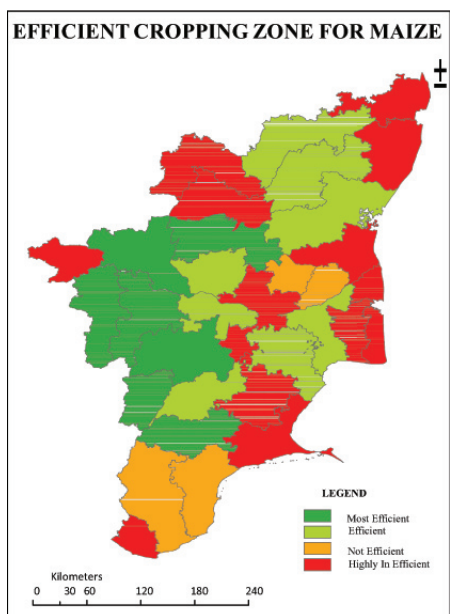 EFFICIENT CROPPING ZONE FOR MAIZE
LEGEND
Most Efficient
Efficient
Not Efficient
Highly In Efficient
Kilometers
0 30 60 120 180 240